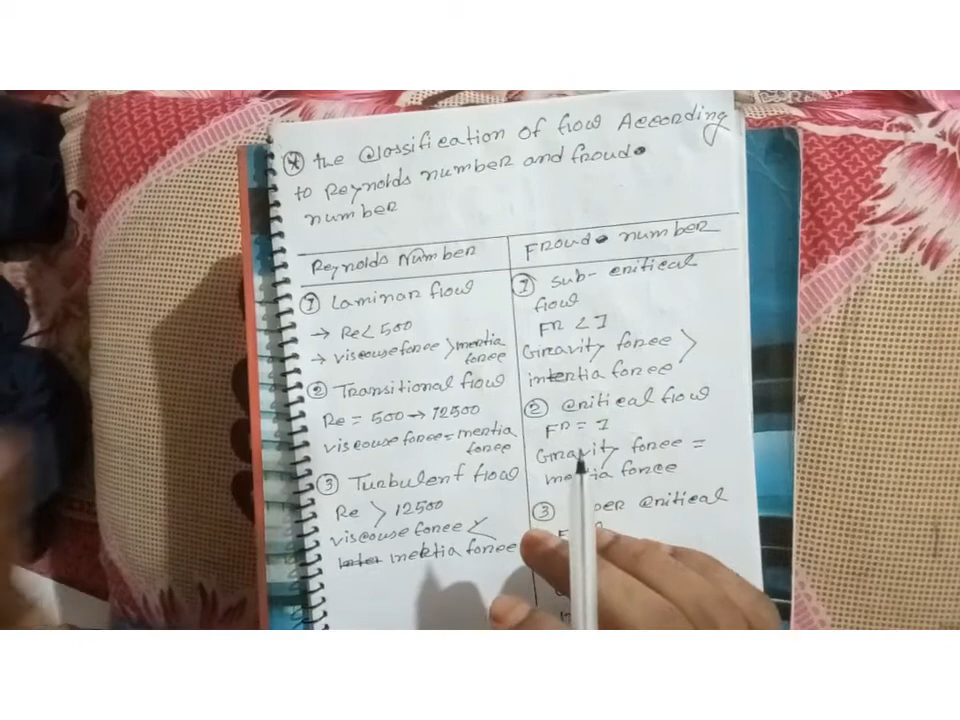 * The Classification of flow According
to Reynolds number and froude
number
Reynolds Number
① Laminar flow
→ Re < 500
→ viscouse force > inertia
force
② Transitional flow
Re = 500 → 12500
viscouse force = inertia
force
③ Turbulent flow
Re > 12500
viscouse force <
inertia force
Froude number
① Sub-critical
flow
FR < 1
Gravity force >
intertia force
② critical flow
FR = 1
Gravity force =
inertia force
③ critical